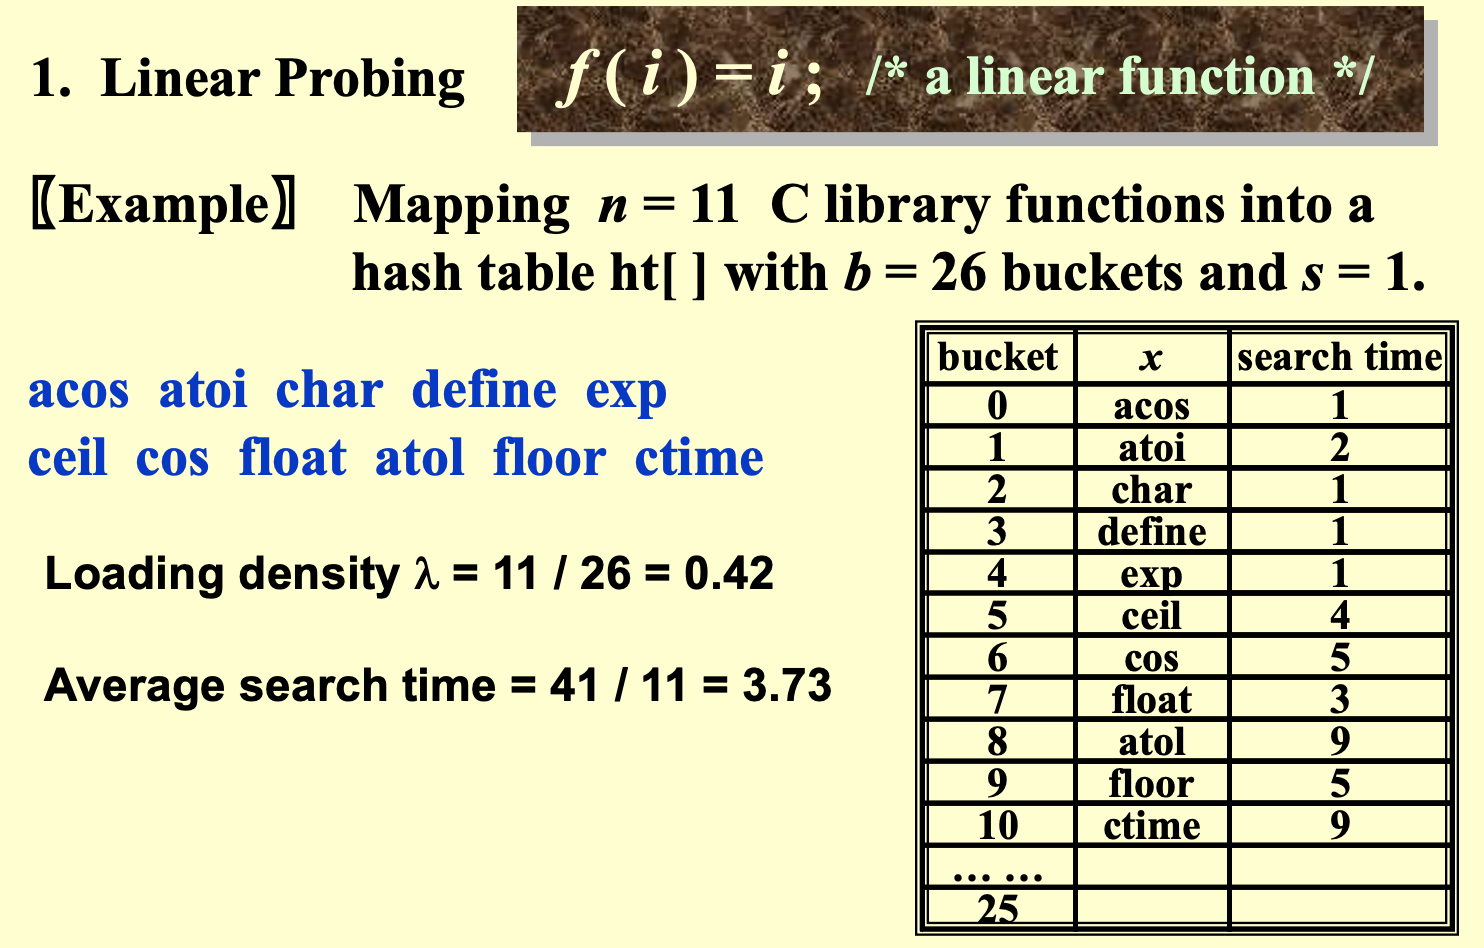 1. Linear Probing f ( i ) = i ; /* a linear function */
〖Example〗 Mapping n = 11 C library functions into a
hash table ht[ ] with b = 26 buckets and s = 1.
acos atoi char define exp
ceil cos float atol floor ctime
Loading density λ = 11 / 26 = 0.42
Average search time = 41 / 11 = 3.73
bucket x search time
0 acos 1
1 atoi 2
2 char 1
3 define 1
4 exp 1
5 ceil 4
6 cos 5
7 float 3
8 atol 9
9 floor 5
10 ctime 9
... ...
25